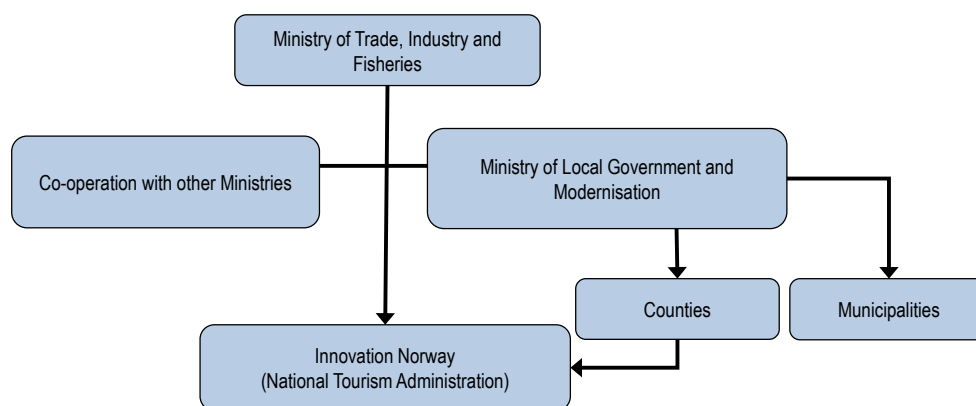 Ministry of Trade, Industry and
Fisheries
Co-operation with other Ministries
Ministry of Local Government and
Modernisation
Counties
Municipalities
Innovation Norway
(National Tourism Administration)